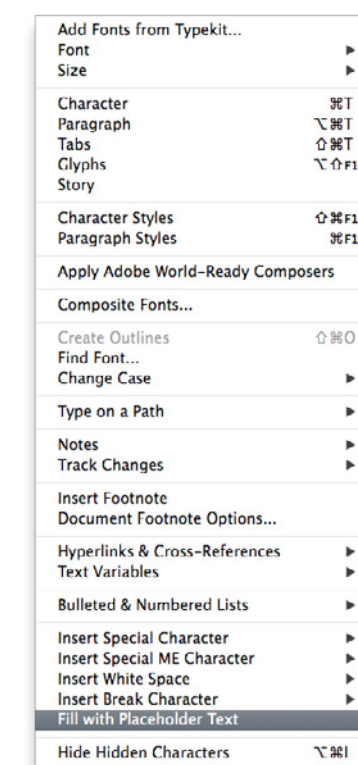 Add Fonts from Typekit...
Font
Size
Character ⌘T
Paragraph ⌥⌘T
Tabs ⇧⌘T
Glyphs ⌥⇧F1
Story
Character Styles ⇧⌘F1
Paragraph Styles ⌘F1
Apply Adobe World-Ready Composers
Composite Fonts...
Create Outlines ⇧⌘O
Find Font...
Change Case
Type on a Path
Notes
Track Changes
Insert Footnote
Document Footnote Options...
Hyperlinks & Cross-References
Text Variables
Bulleted & Numbered Lists
Insert Special Character
Insert Special ME Character
Insert White Space
Insert Break Character
Fill with Placeholder Text
Hide Hidden Characters ⌥⌘I